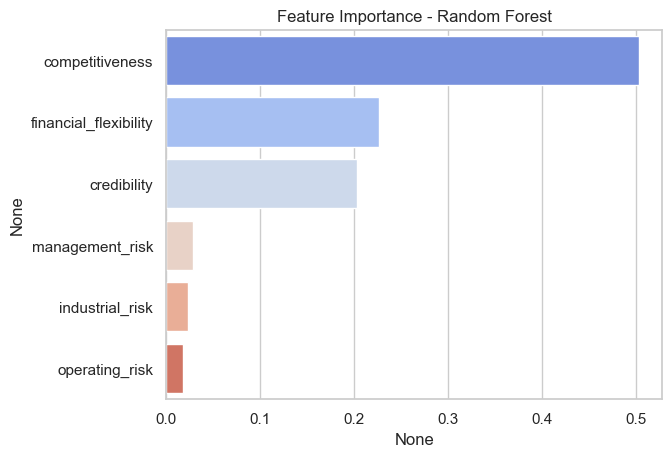 Feature Importance - Random Forest
competitiveness
financial_flexibility
credibility
management_risk
industrial_risk
operating_risk
None
0.0 0.1 0.2 0.3 0.4 0.5
None